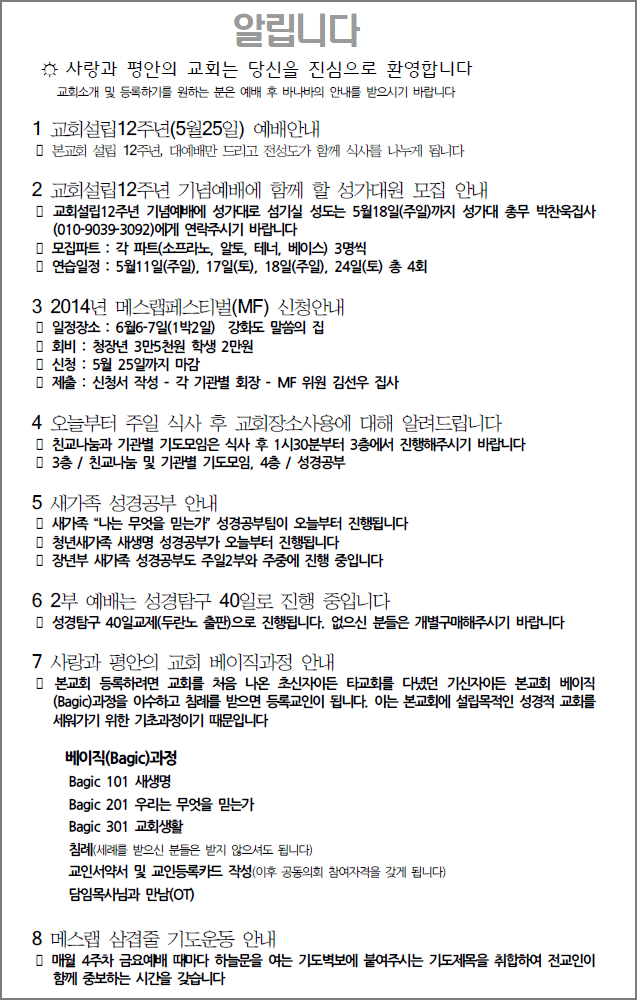 알립니다
☼ 사랑과 평안의 교회는 당신을 진심으로 환영합니다
교회소개 및 등록하기를 원하는 분은 예배 후 바나바의 안내를 받으시기 바랍니다
1 교회설립12주년(5월25일) 예배안내
▯ 본교회 설립 12주년, 대예배만 드리고 전성도가 함께 식사를 나누게 됩니다
2 교회설립12주년 기념예배에 함께 할 성가대원 모집 안내
▯ 교회설립12주년 기념예배에 성가대로 섬기실 성도는 5월18일(주일)까지 성가대 총무 박찬욱집사
(010-9039-3092)에게 연락주시기 바랍니다
▯ 모집파트 : 각 파트(소프라노, 알토, 테너, 베이스) 3명씩
▯ 연습일정 : 5월11일(주일), 17일(토), 18일(주일), 24일(토) 총 4회
3 2014년 메스랩페스티벌(MF) 신청안내
▯ 일정장소 : 6월6-7일(1박2일) 강화도 말씀의 집
▯ 회비 : 청장년 3만5천원 학생 2만원
▯ 신청 : 5월 25일까지 마감
▯ 제출 : 신청서 작성 - 각 기관별 회장 - MF 위원 김선우 집사
4 오늘부터 주일 식사 후 교회장소사용에 대해 알려드립니다
▯ 친교나눔과 기관별 기도모임은 식사 후 1시30분부터 3층에서 진행해주시기 바랍니다
▯ 3층 / 친교나눔 및 기관별 기도모임, 4층 / 성경공부
5 새가족 성경공부 안내
▯ 새가족 “나는 무엇을 믿는가” 성경공부팀이 오늘부터 진행됩니다
▯ 청년새가족 새생명 성경공부가 오늘부터 진행됩니다
▯ 장년부 새가족 성경공부도 주일2부와 주중에 진행 중입니다
6 2부 예배는 성경탐구 40일로 진행 중입니다
▯ 성경탐구 40일교제(두란노 출판)으로 진행됩니다. 없으신 분들은 개별구매해주시기 바랍니다
7 사랑과 평안의 교회 베이직과정 안내
▯ 본교회 등록하려면 교회를 처음 나온 초신자이든 타교회를 다녔던 기신자이든 본교회 베이직
(Bagic)과정을 이수하고 침례를 받으면 등록교인이 됩니다. 이는 본교회에 설립목적인 성경적 교회를
세워가기 위한 기초과정이기 때문입니다
베이직(Bagic)과정
Bagic 101 새생명
Bagic 201 우리는 무엇을 믿는가
Bagic 301 교회생활
침례(세례를 받으신 분들은 받지 않으셔도 됩니다)
교인서약서 및 교인등록카드 작성(이후 공동의회 참여자격을 갖게 됩니다)
담임목사님과 만남(OT)
8 메스랩 삼겹줄 기도운동 안내
▯ 매월 4주차 금요예배 때마다 하늘문을 여는 기도벽보에 붙여주시는 기도제목을 취합하여 전교인이
함께 중보하는 시간을 갖습니다